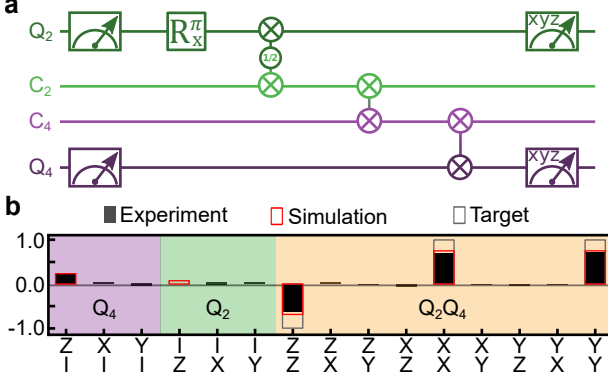 a
Q2
R π x
xyz
1/2
C2
C4
Q4
xyz
b
Experiment
Simulation
Target
1.0
0.0
-1.0
Q4
Q2
Q2Q4
Z X Y I I I Z Z Z X X X Y Y Y
I I I Z X Y Z X Y Z X Y Z X Y